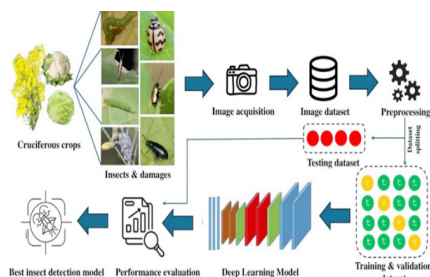 Cruciferous crops
Insects & damages
Image acquisition
Image dataset
Preprocessing
Dataset
splitting
Testing dataset
Training & validation
dataset
Deep Learning Model
Performance evaluation
Best insect detection model